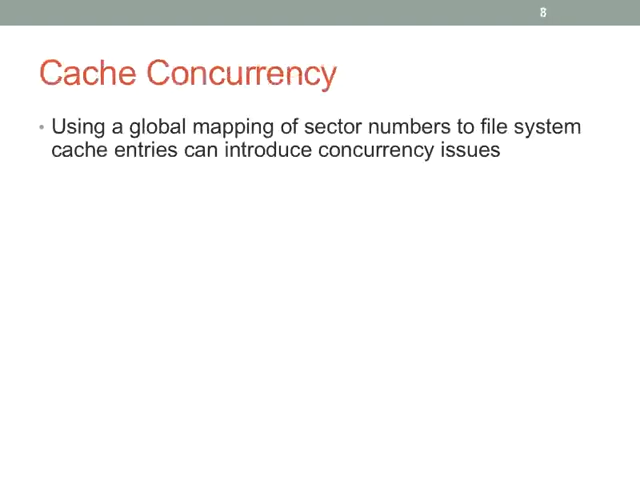 8
Cache Concurrency
• Using a global mapping of sector numbers to file system
cache entries can introduce concurrency issues